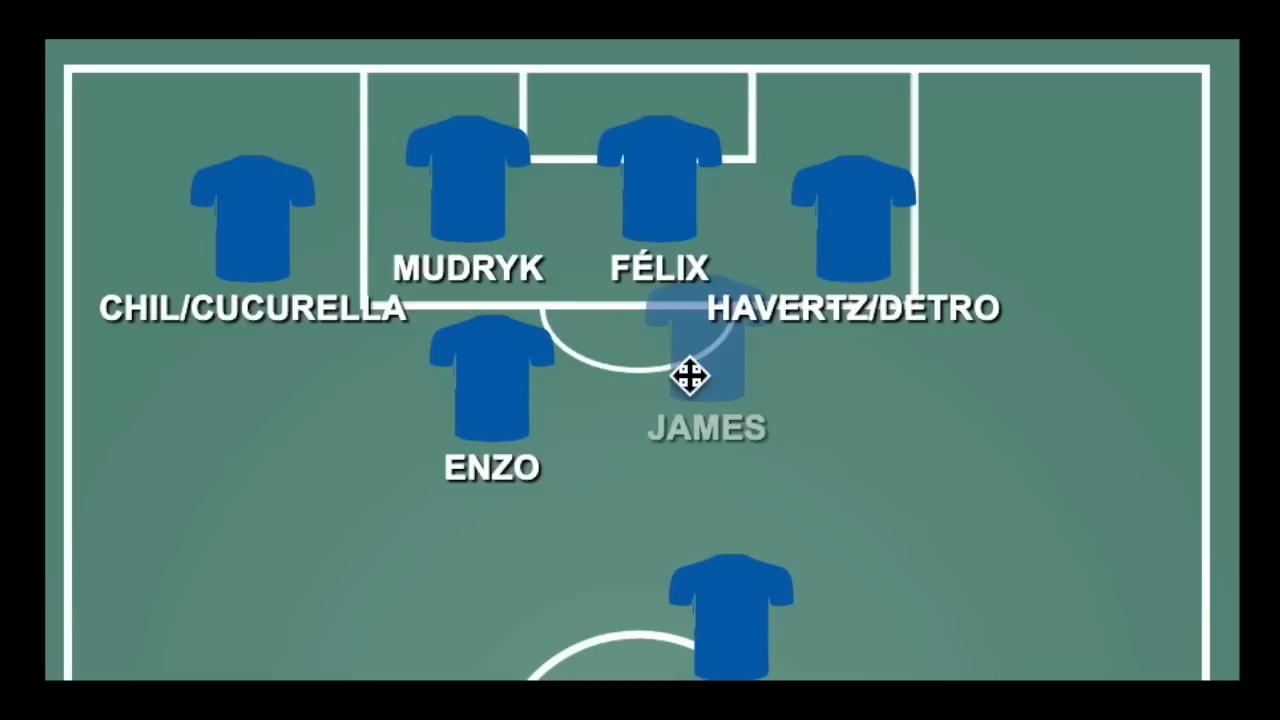 MUDRYK
FÉLIX
CHIL/CUCURELLA
HAVERTZ/DETRO
JAMES
ENZO